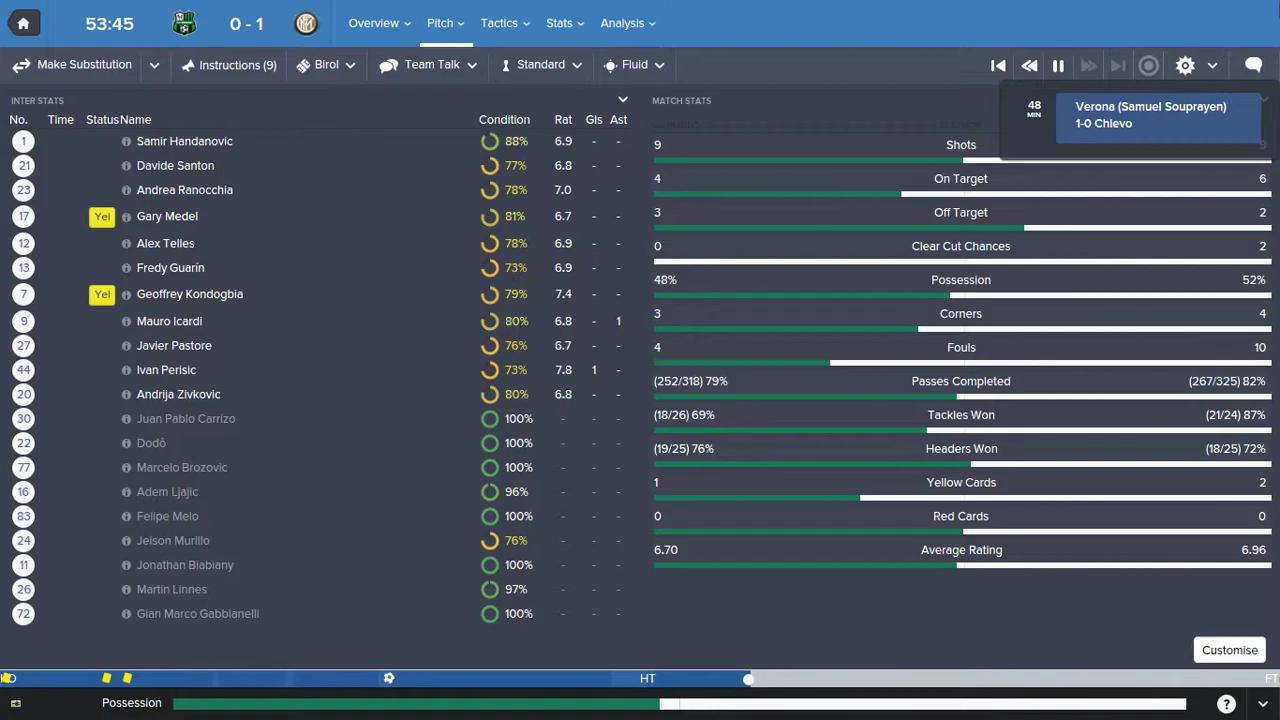 53:45 0 - 1 Overview Pitch Tactics Stats Analysis
Make Substitution Instructions (9) Birol Team Talk Standard Fluid
INTER STATS
No. Time Status Name Condition Rat Gls Ast
1 Samir Handanovic 88% 6.9 - -
21 Davide Santon 77% 6.8 - -
23 Andrea Ranocchia 78% 7.0 - -
17 Yel Gary Medel 81% 6.7 - -
12 Alex Telles 78% 6.9 - -
13 Fredy Guarín 73% 6.9 - -
7 Yel Geoffrey Kondogbia 79% 7.4 - -
9 Mauro Icardi 80% 6.8 - 1
27 Javier Pastore 76% 6.7 - -
44 Ivan Perisic 73% 7.8 1 -
20 Andrija Zivkovic 80% 6.8 - -
30 Juan Pablo Carrizo 100% - - -
22 Dodô 100% - - -
77 Marcelo Brozovic 100% - - -
16 Adem Ljajic 96% - - -
83 Felipe Melo 100% - - -
24 Jeison Murillo 76% - - -
11 Jonathan Biabiany 100% - - -
26 Martin Linnes 97% - - -
72 Gian Marco Gabbianelli 100% - - -
MATCH STATS
48 MIN
Verona (Samuel Souprayen)
1-0 Chievo
9 Shots 9
4 On Target 6
3 Off Target 2
0 Clear Cut Chances 2
48% Possession 52%
3 Corners 4
4 Fouls 10
(252/318) 79% Passes Completed (267/325) 82%
(18/26) 69% Tackles Won (21/24) 87%
(19/25) 76% Headers Won (18/25) 72%
1 Yellow Cards 2
0 Red Cards 0
6.70 Average Rating 6.96
Customise
HT FT
Possession ?